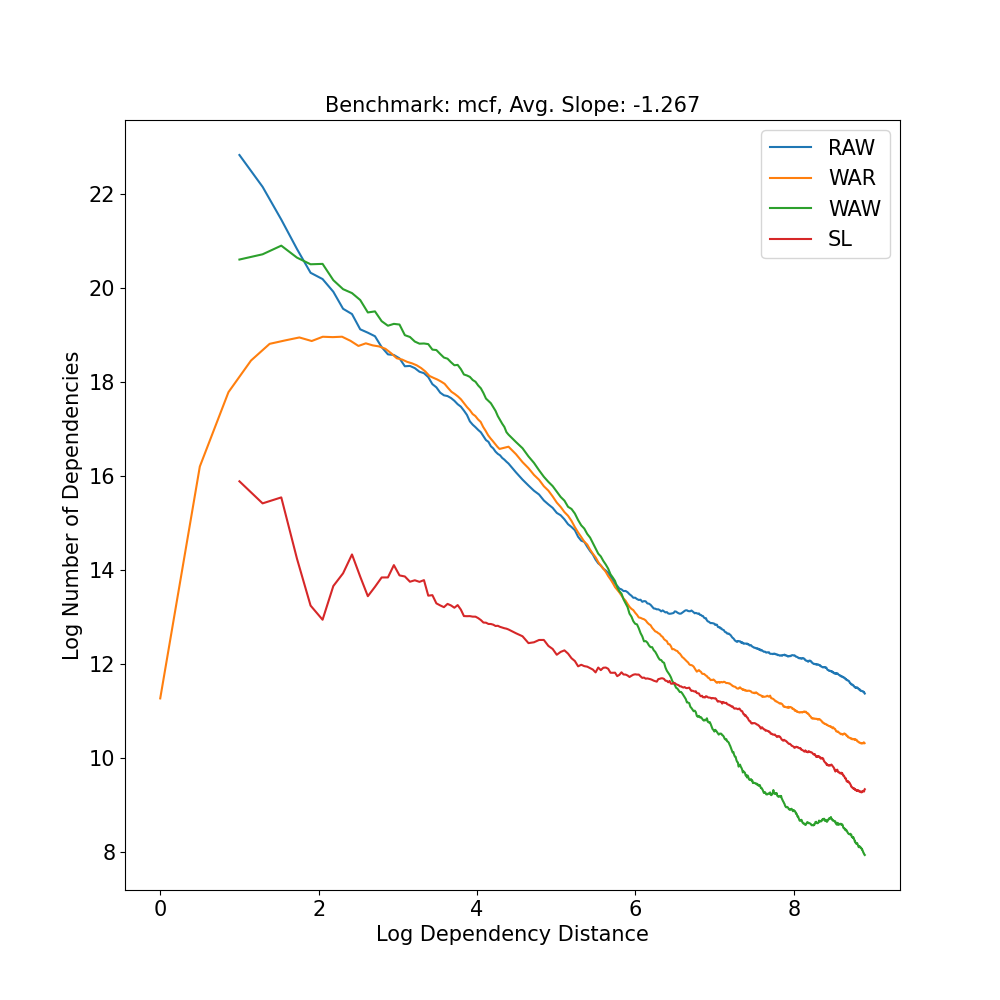 Benchmark: mcf, Avg. Slope: -1.267
RAW
WAR
WAW
SL
Log Number of Dependencies
22
20
18
16
14
12
10
8
0 2 4 6 8
Log Dependency Distance